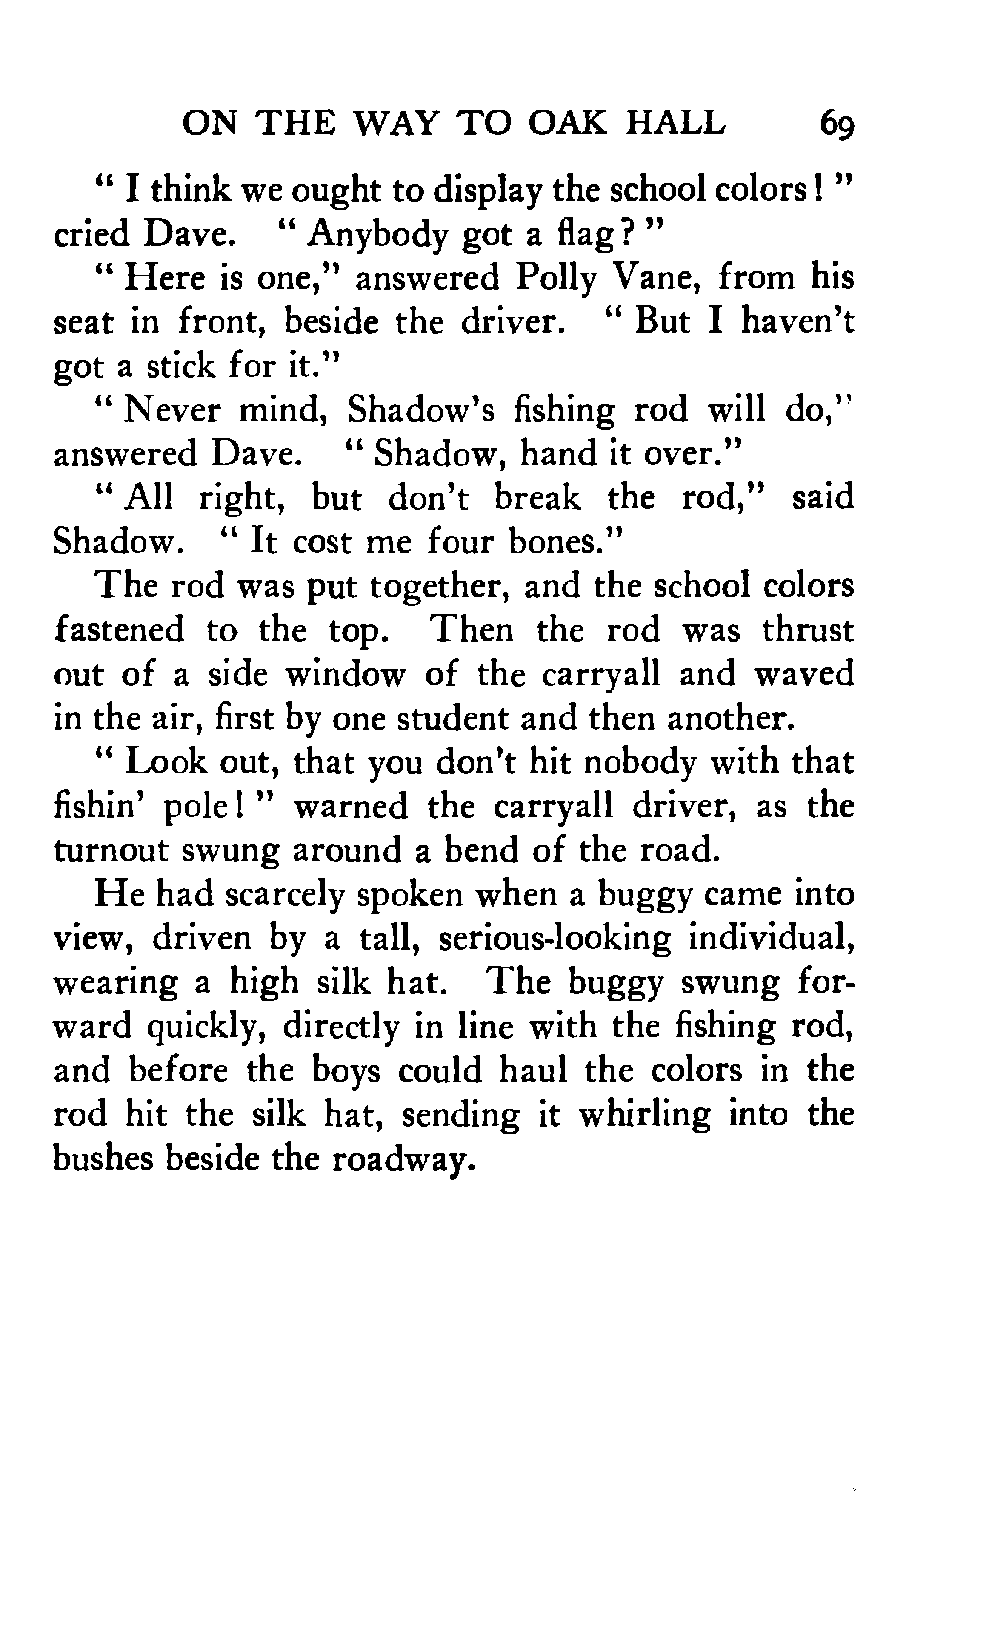 ON THE WAY TO OAK HALL 69
" I think we ought to display the school colors! "
cried Dave. " Anybody got a flag? "
" Here is one," answered Polly Vane, from his
seat in front, beside the driver. " But I haven't
got a stick for it."
" Never mind, Shadow's fishing rod will do,"
answered Dave. " Shadow, hand it over."
" All right, but don't break the rod," said
Shadow. " It cost me four bones."
The rod was put together, and the school colors
fastened to the top. Then the rod was thrust
out of a side window of the carryall and waved
in the air, first by one student and then another.
" Look out, that you don't hit nobody with that
fishin' pole! " warned the carryall driver, as the
turnout swung around a bend of the road.
He had scarcely spoken when a buggy came into
view, driven by a tall, serious-looking individual,
wearing a high silk hat. The buggy swung for-
ward quickly, directly in line with the fishing rod,
and before the boys could haul the colors in the
rod hit the silk hat, sending it whirling into the
bushes beside the roadway.